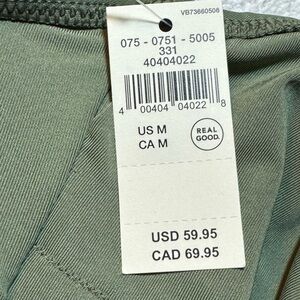 VB73660506
075 - 0751 - 5005
331
40404022
4 00404 04022 8
US M
CA M
REAL
GOOD.
USD 59.95
CAD 69.95